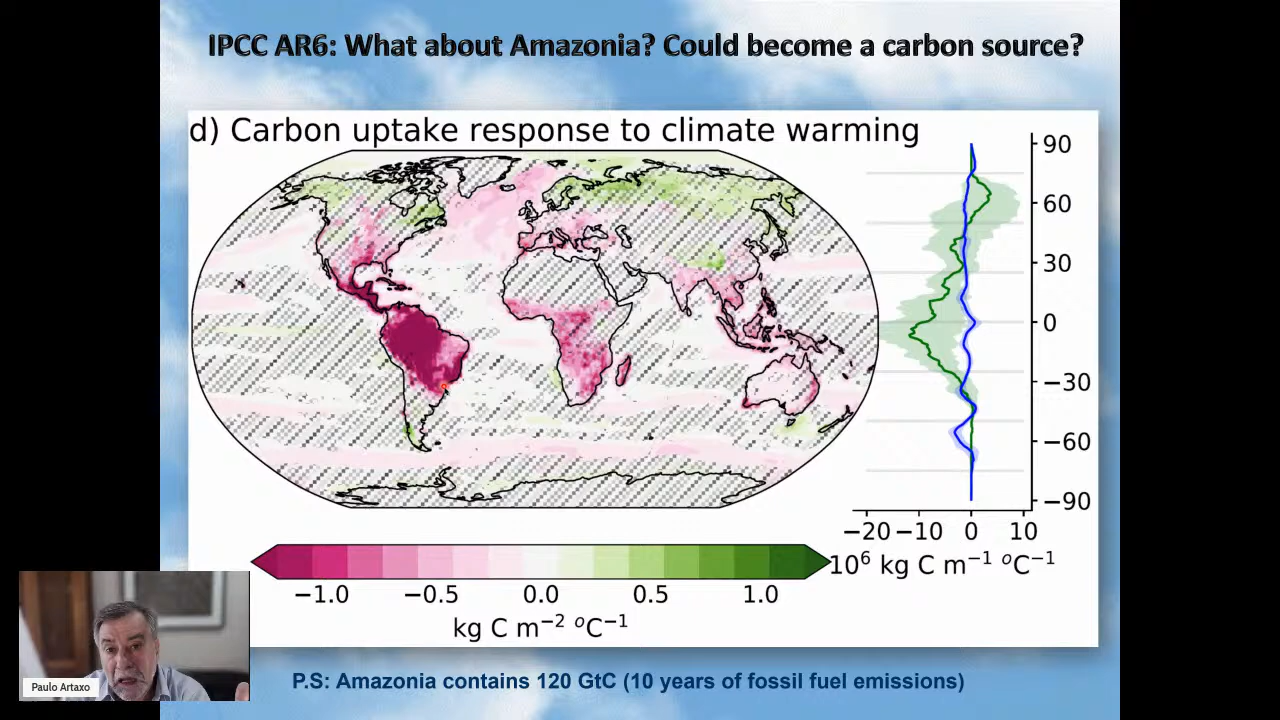 IPCC AR6: What about Amazonia? Could become a carbon source?
d) Carbon uptake response to climate warming
90
60
30
0
−30
−60
−90
−20 −10 0 10
10⁶ kg C m⁻¹ ᵒC⁻¹
−1.0 −0.5 0.0 0.5 1.0
kg C m⁻² ᵒC⁻¹
Paulo Artaxo
P.S: Amazonia contains 120 GtC (10 years of fossil fuel emissions)